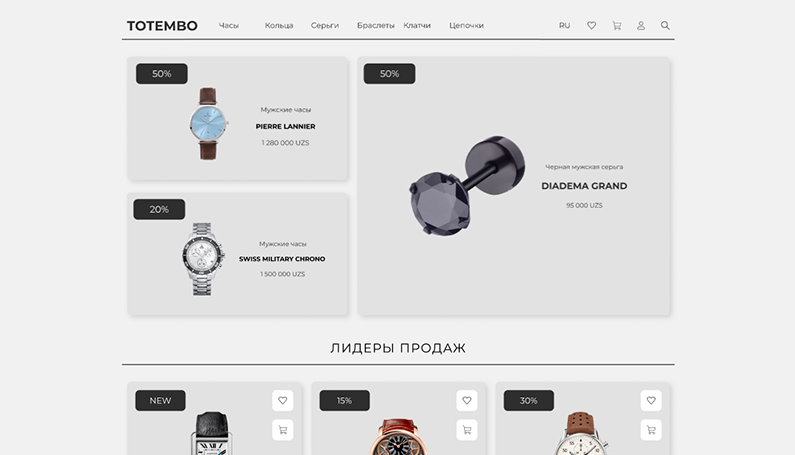 TOTEMBO Часы Кольца Серьги Браслеты Клатчи Цепочки RU
50%
Мужские часы
PIERRE LANNIER
1 280 000 UZS
50%
Черная мужская серьга
DIADEMA GRAND
95 000 UZS
20%
Мужские часы
SWISS MILITARY CHRONO
1 500 000 UZS
ЛИДЕРЫ ПРОДАЖ
NEW
15%
30%